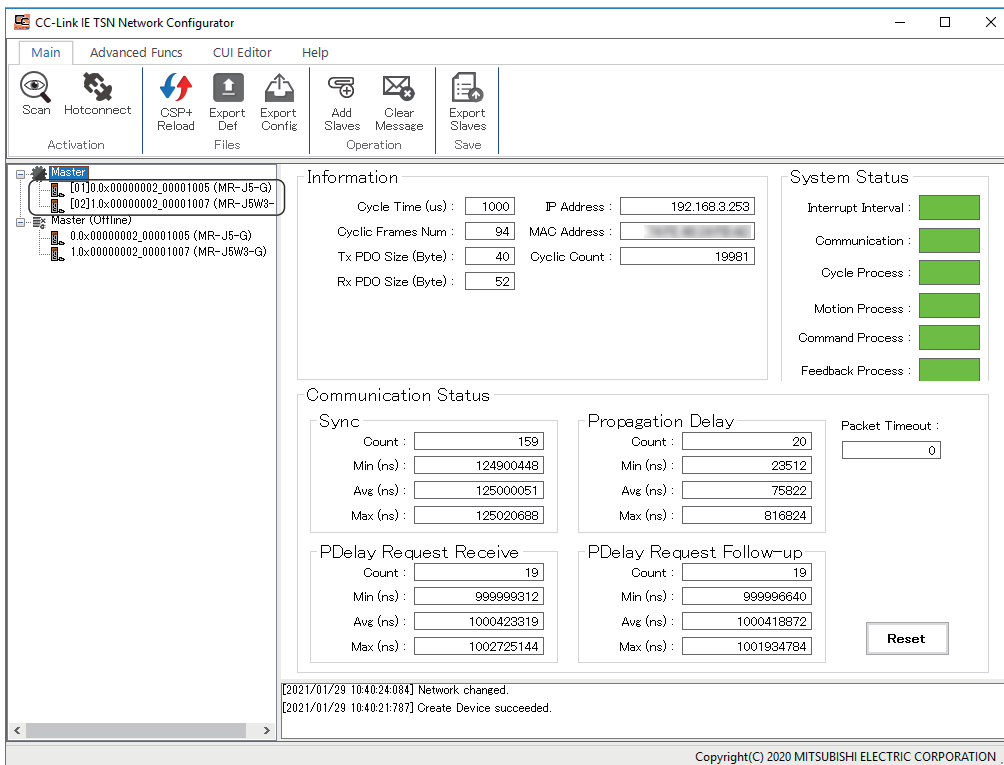 CC-Link IE TSN Network Configurator
Main Advanced Funcs CUI Editor Help
Scan Hotconnect CSP+ Reload Export Def Export Config Add Slaves Clear Message Export Slaves
Activation Files Operation Save
Master
[01]0.0x00000002_00001005 (MR-J5-G)
[02]1.0x00000002_00001007 (MR-J5W3-
Master (Offline)
0.0x00000002_00001005 (MR-J5-G)
1.0x00000002_00001007 (MR-J5W3-G)
Information
Cycle Time (us) : 1000 IP Address : 192.168.3.253
Cyclic Frames Num : 94 MAC Address :
Tx PDO Size (Byte) : 40 Cyclic Count : 19981
Rx PDO Size (Byte) : 52
System Status
Interrupt Interval :
Communication :
Cycle Process :
Motion Process :
Command Process :
Feedback Process :
Communication Status
Sync
Count : 159
Min (ns) : 124900448
Avg (ns) : 125000051
Max (ns) : 125020688
Propagation Delay
Count : 20
Min (ns) : 23512
Avg (ns) : 75822
Max (ns) : 816824
Packet Timeout :
0
PDelay Request Receive
Count : 19
Min (ns) : 999999312
Avg (ns) : 1000423319
Max (ns) : 1002725144
PDelay Request Follow-up
Count : 19
Min (ns) : 999996640
Avg (ns) : 1000418872
Max (ns) : 1001934784
Reset
[2021/01/29 10:40:24:084] Network changed.
[2021/01/29 10:40:21:787] Create Device succeeded.
Copyright(C) 2020 MITSUBISHI ELECTRIC CORPORATION